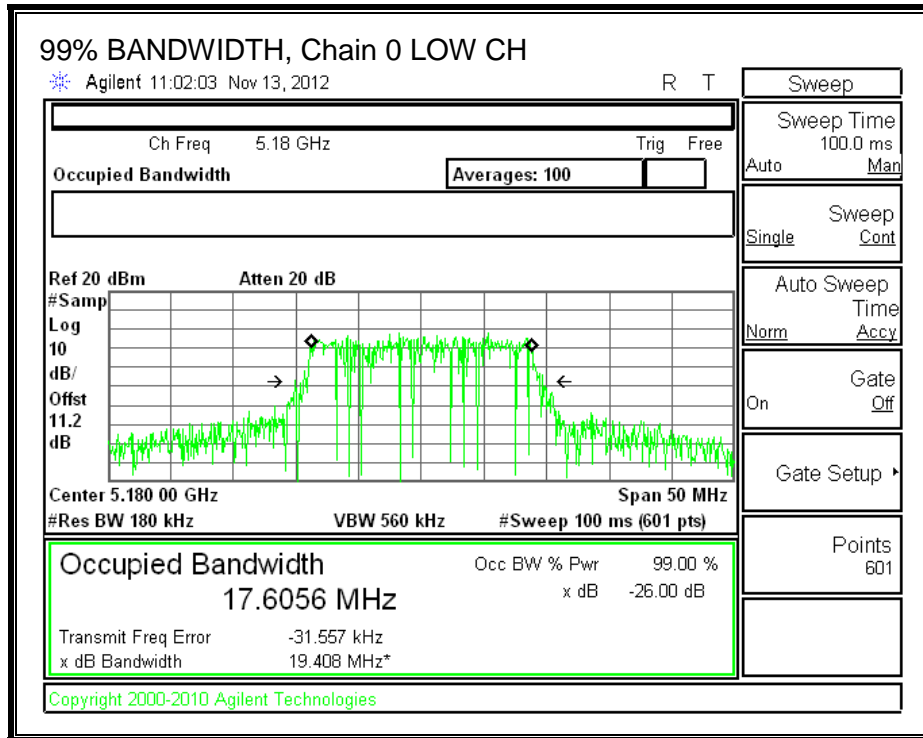 99% BANDWIDTH, Chain 0 LOW CH
Agilent 11:02:03 Nov 13, 2012 R T
Ch Freq 5.18 GHz Trig Free
Occupied Bandwidth Averages: 100
Ref 20 dBm Atten 20 dB
#Samp
Log
10
dB/
Offst
11.2
dB
Center 5.180 00 GHz Span 50 MHz
#Res BW 180 kHz VBW 560 kHz #Sweep 100 ms (601 pts)
Occupied Bandwidth Occ BW % Pwr 99.00 %
17.6056 MHz x dB -26.00 dB
Transmit Freq Error -31.557 kHz
x dB Bandwidth 19.408 MHz*
Copyright 2000-2010 Agilent Technologies
Sweep
Sweep Time
100.0 ms
Auto Man
Sweep
Single Cont
Auto Sweep
Time
Norm Accy
Gate
On Off
Gate Setup
Points
601